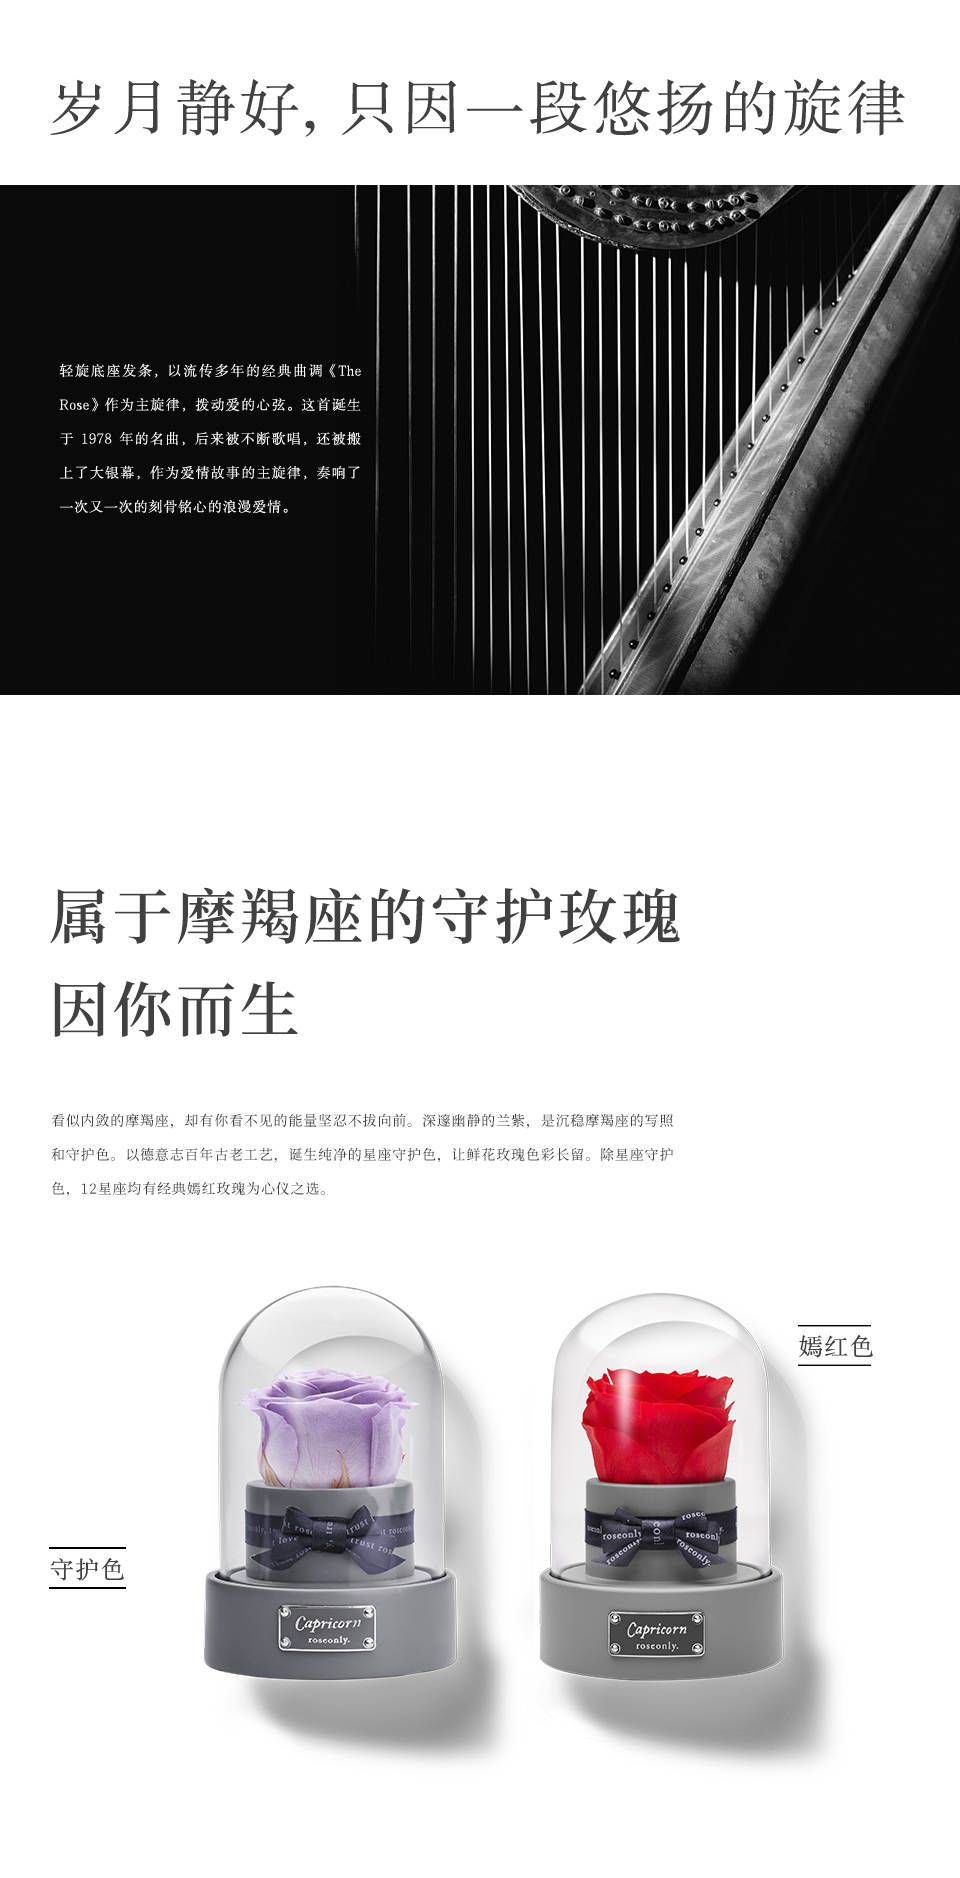 岁月静好, 只因一段悠扬的旋律
轻旋底座发条，以流传多年的经典曲调《The
Rose》作为主旋律，拨动爱的心弦。这首诞生
于 1978 年的名曲，后来被不断歌唱，还被搬
上了大银幕，作为爱情故事的主旋律，奏响了
一次又一次的刻骨铭心的浪漫爱情。
属于摩羯座的守护玫瑰
因你而生
看似内敛的摩羯座，却有你看不见的能量坚忍不拔向前。深邃幽静的兰紫，是沉稳摩羯座的写照
和守护色。以德意志百年古老工艺，诞生纯净的星座守护色，让鲜花玫瑰色彩长留。除星座守护
色，12星座均有经典嫣红玫瑰为心仪之选。
嫣红色
守护色
Capricorn
roseonly.
Capricorn
roseonly.